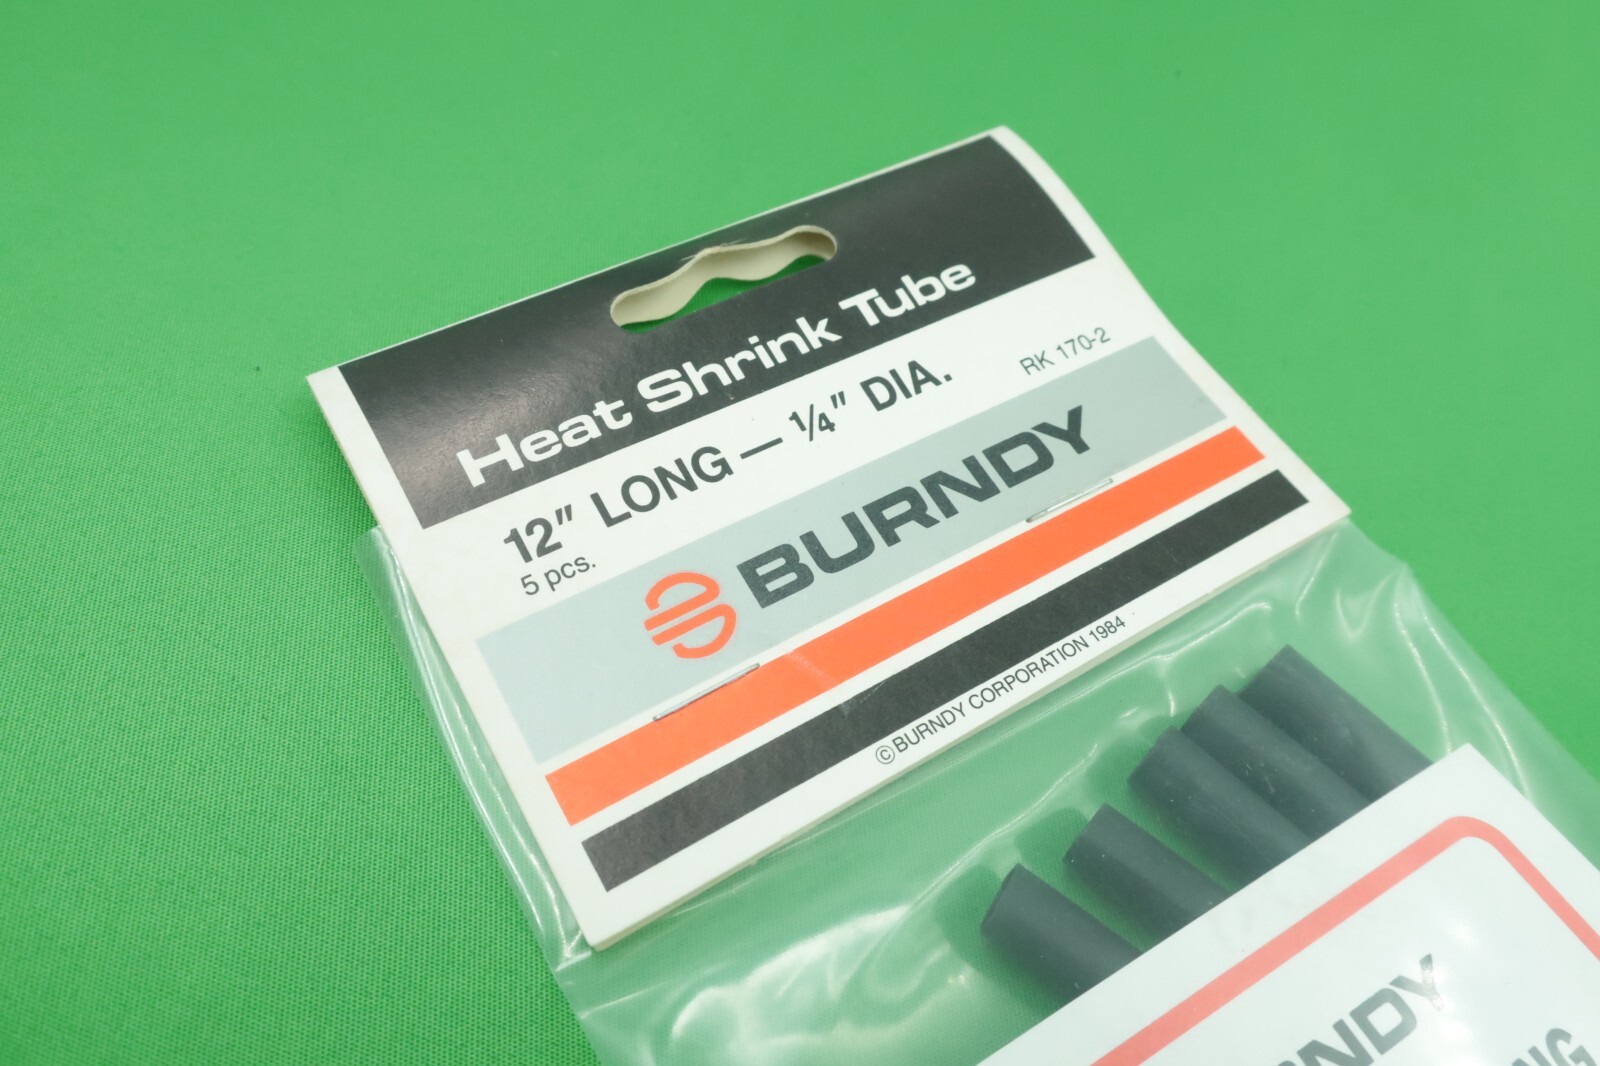 Heat Shrink Tube
12" LONG — 1/4" DIA.
RK 170-2
5 pcs.
BURNDY
© BURNDY CORPORATION 1984